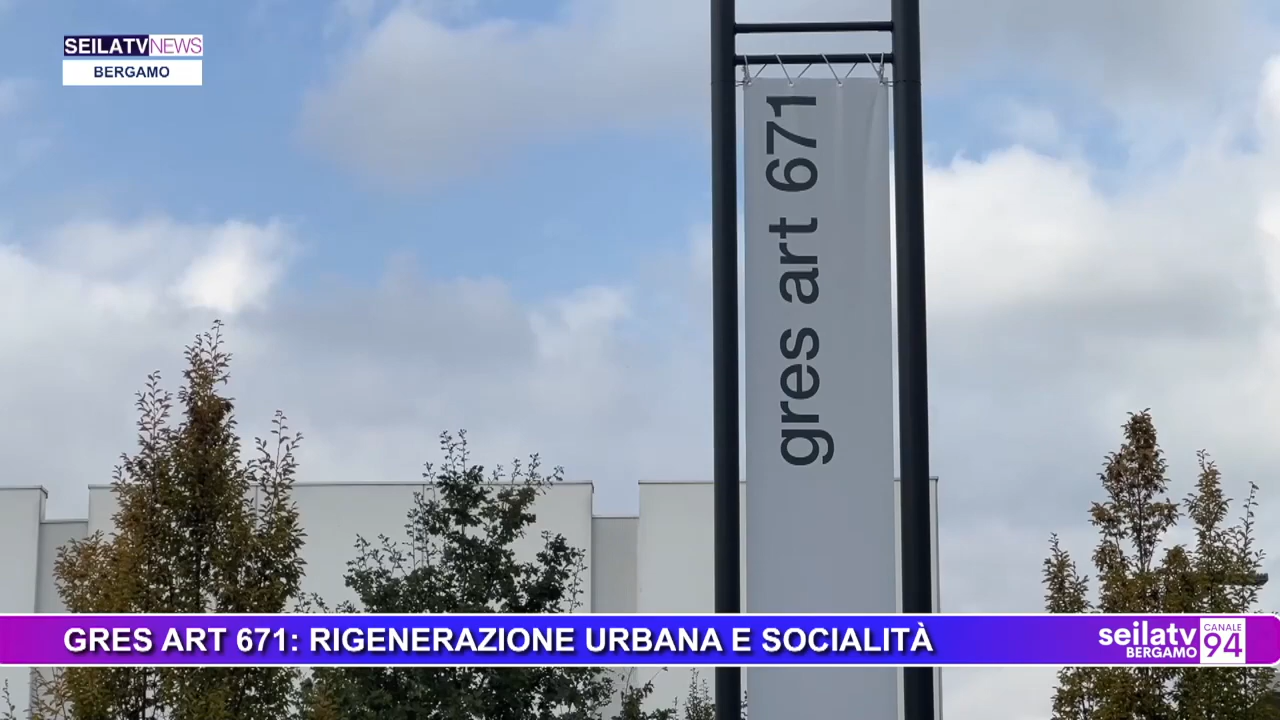 SEILATVNEWS
BERGAMO
gres art 671
GRES ART 671: RIGENERAZIONE URBANA E SOCIALITÀ
seilatv
BERGAMO
CANALE
94